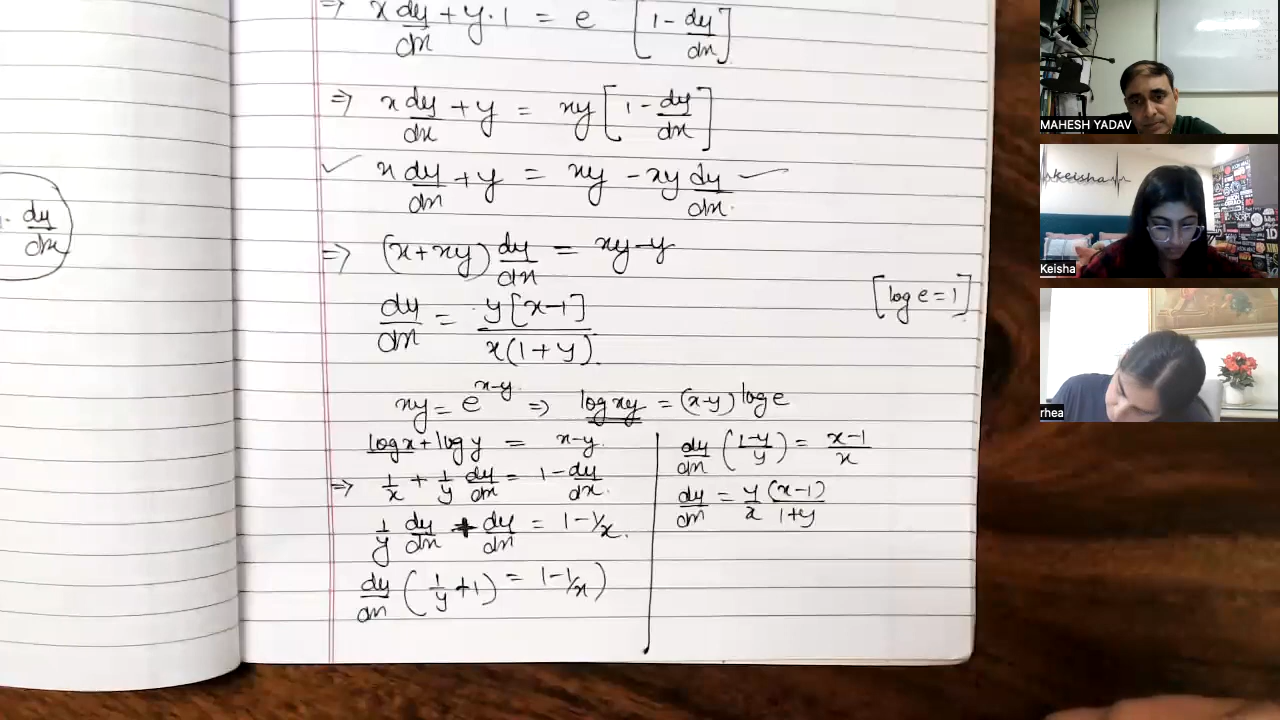 ⇒ x dy/dx + y·1 = e [1 - dy/dx]
⇒ x dy/dx + y = xy [1 - dy/dx]
✓ x dy/dx + y = xy - xy dy/dx
· dy/dx
⇒ (x + xy) dy/dx = xy - y
[log e = 1]
dy/dx = y[x-1] / x(1+y)
xy = e^(x-y) ⇒ log xy = (x-y) log e
log x + log y = x - y
⇒ 1/x + 1/y dy/dx = 1 - dy/dx
1/y dy/dx + dy/dx = 1 - 1/x
dy/dx (1/y + 1) = 1 - 1/x)
dy/dx (1-y/y) = x-1/x
dy/dx = y/x (x-1)/1+y
MAHESH YADAV
keisha
Keisha
rhea